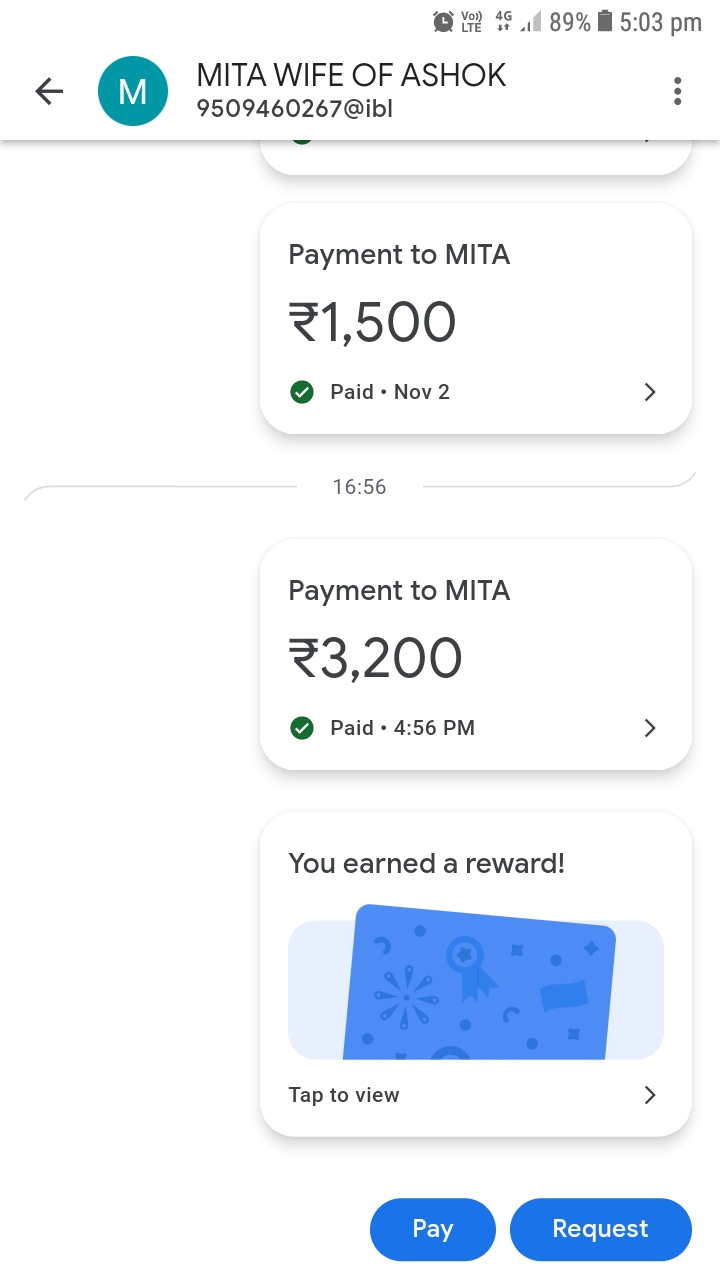 Vo)) LTE 4G 89% 5:03 pm
M
MITA WIFE OF ASHOK
9509460267@ibl
Payment to MITA
₹1,500
Paid • Nov 2
16:56
Payment to MITA
₹3,200
Paid • 4:56 PM
You earned a reward!
Tap to view
Pay
Request